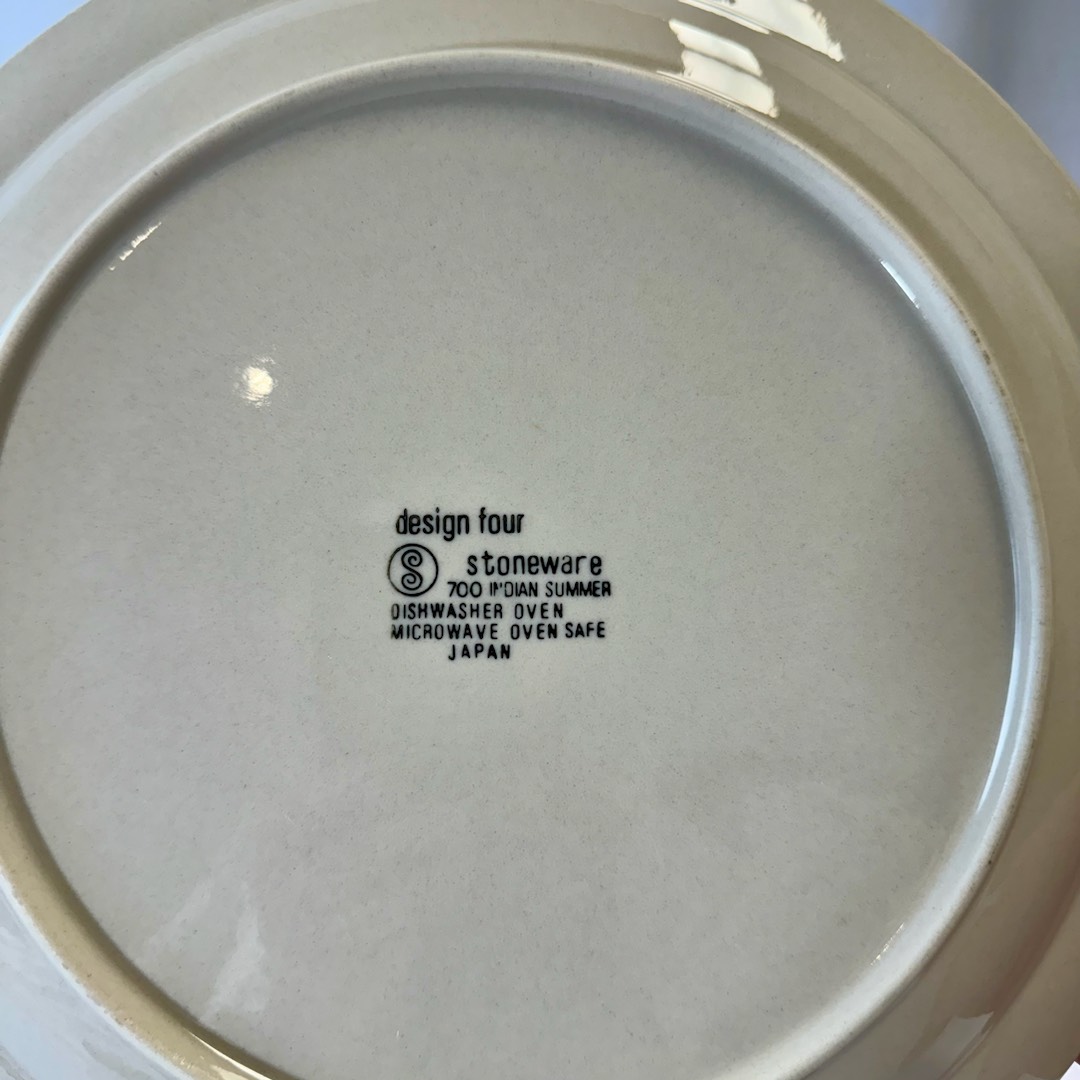 design four
S stoneware
700 INDIAN SUMMER
DISHWASHER OVEN
MICROWAVE OVEN SAFE
JAPAN